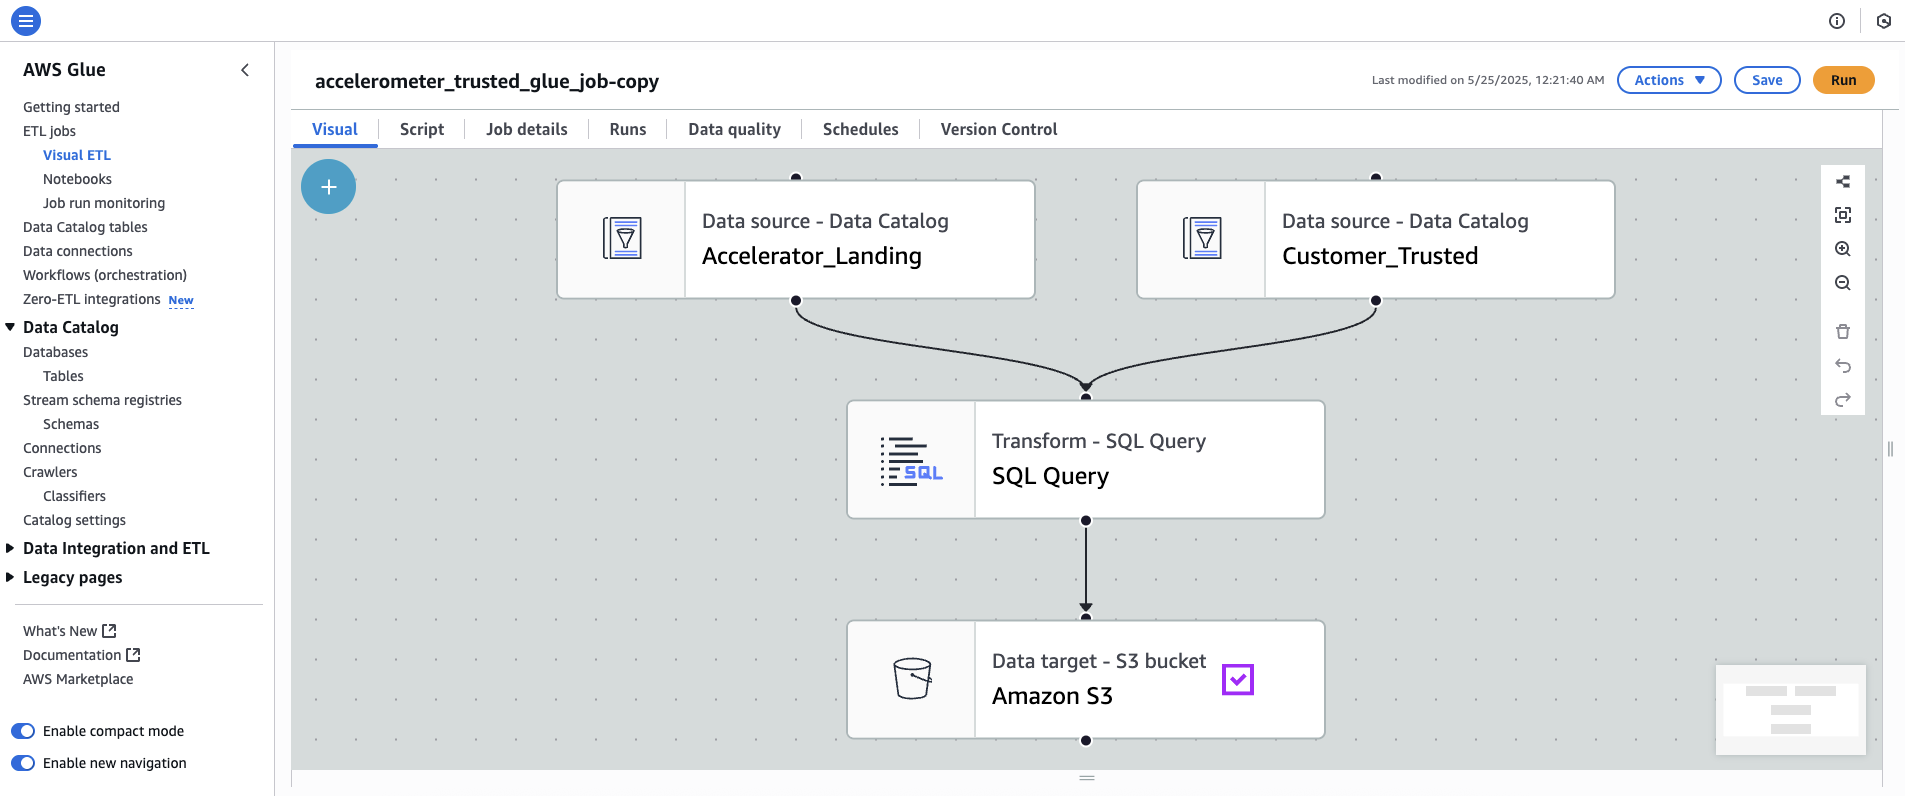 AWS Glue
Getting started
ETL jobs
Visual ETL
Notebooks
Job run monitoring
Data Catalog tables
Data connections
Workflows (orchestration)
Zero-ETL integrations New
Data Catalog
Databases
Tables
Stream schema registries
Schemas
Connections
Crawlers
Classifiers
Catalog settings
Data Integration and ETL
Legacy pages
What's New
Documentation
AWS Marketplace
Enable compact mode
Enable new navigation
accelerometer_trusted_glue_job-copy
Last modified on 5/25/2025, 12:21:40 AM
Actions
Save
Run
Visual
Script
Job details
Runs
Data quality
Schedules
Version Control
Data source - Data Catalog
Accelerator_Landing
Data source - Data Catalog
Customer_Trusted
SQL
Transform - SQL Query
SQL Query
Data target - S3 bucket
Amazon S3